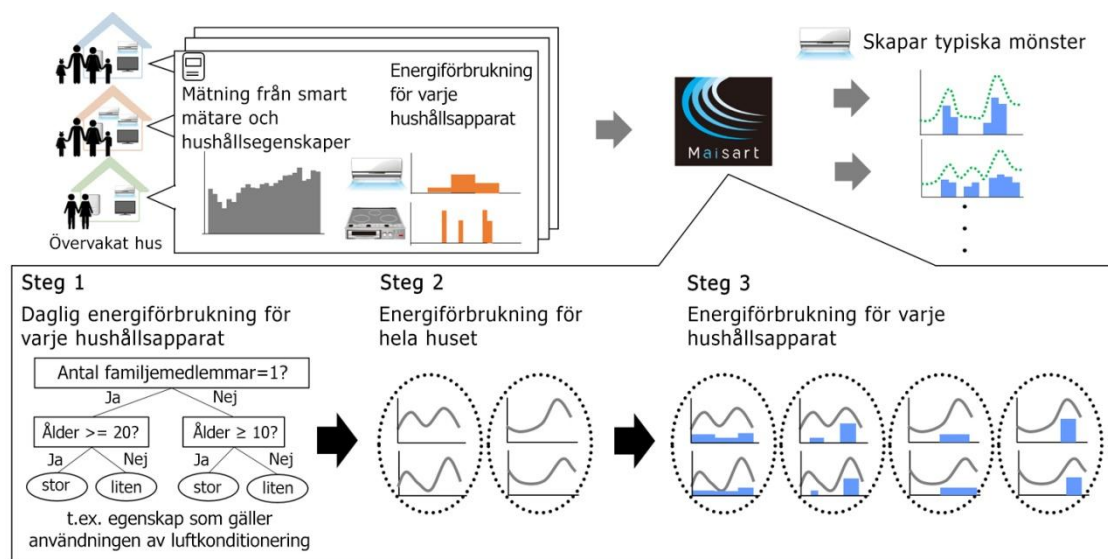 Övervakat hus
Mätning från smart
mätare och
hushållsegenskaper
Energiförbrukning
för varje
hushållsapparat
Maisart
Skapar typiska mönster
Steg 1
Daglig energiförbrukning för
varje hushållsapparat
Antal familjemedlemmar=1?
Ja Nej
Ålder >= 20? Ålder ≥ 10?
Ja Nej Ja Nej
stor liten stor liten
t.ex. egenskap som gäller
användningen av luftkonditionering
Steg 2
Energiförbrukning för
hela huset
Steg 3
Energiförbrukning för varje
hushållsapparat